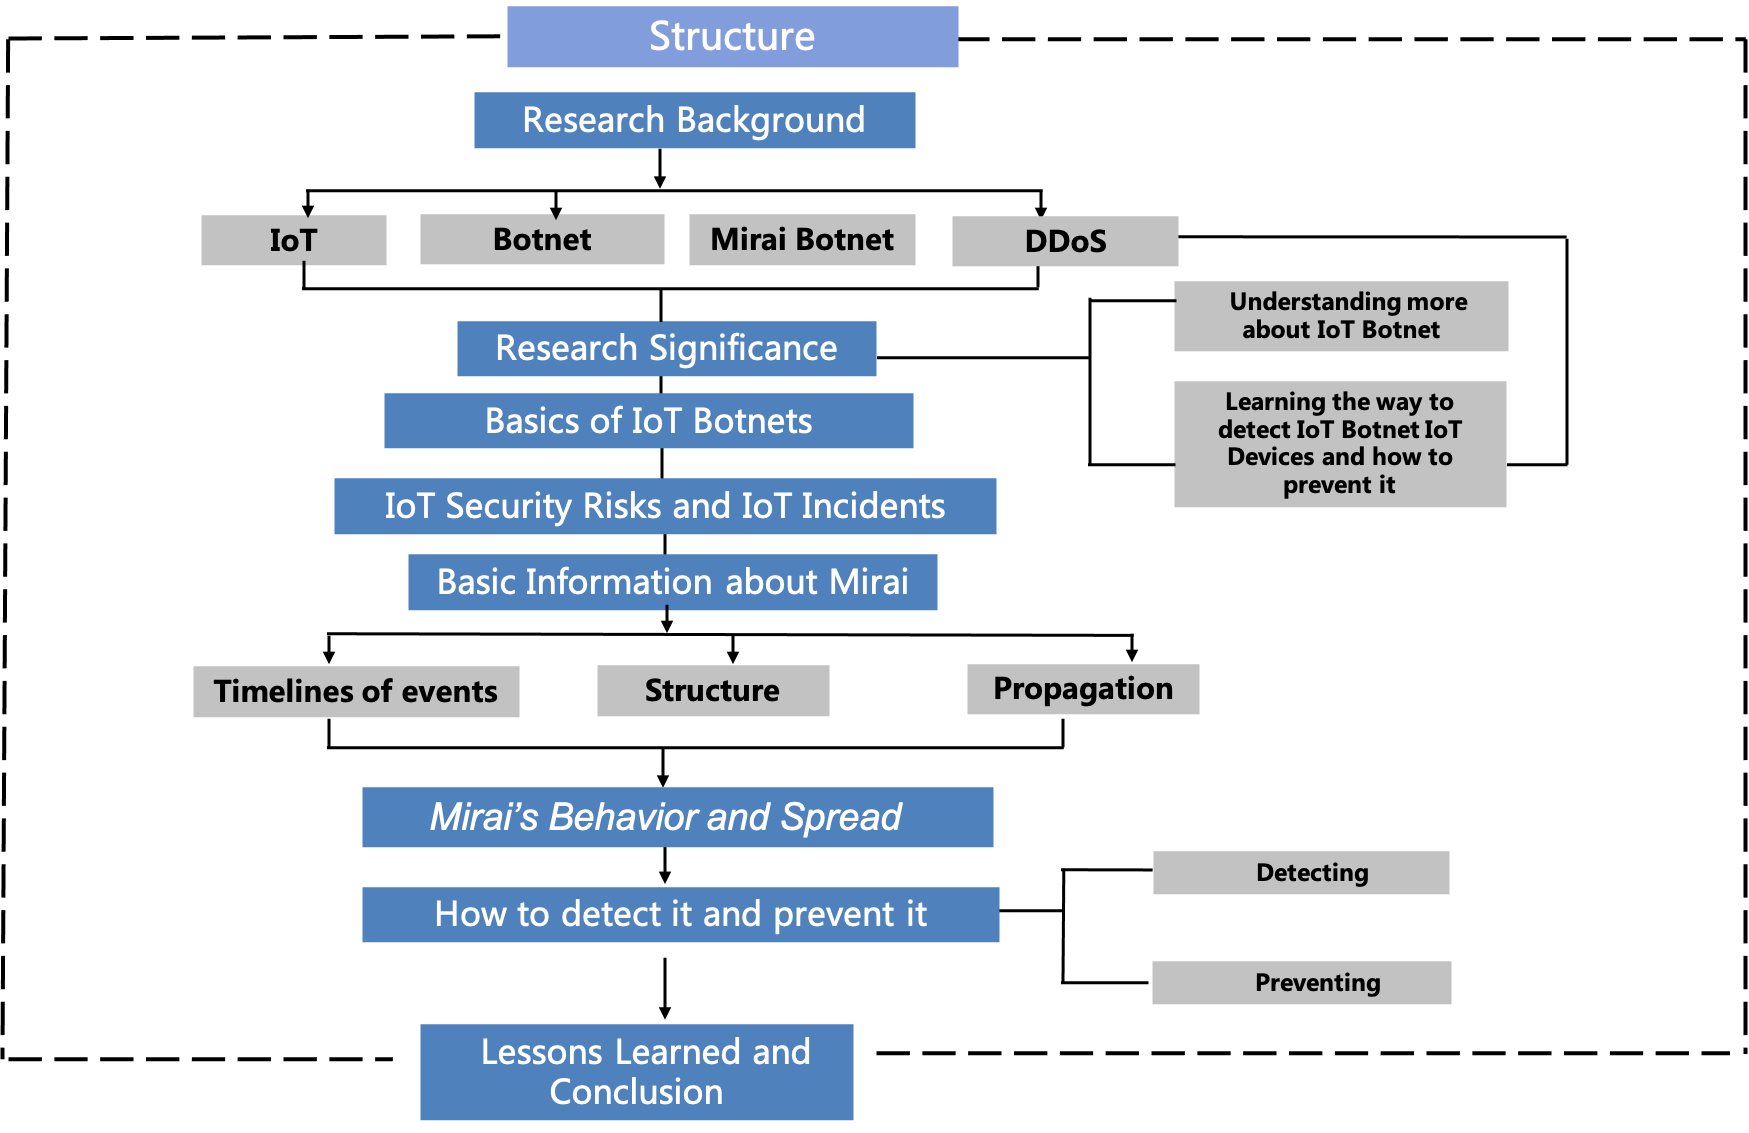 Structure
Research Background
IoT
Botnet
Mirai Botnet
DDoS
Understanding more
about IoT Botnet
Research Significance
Learning the way to
detect IoT Botnet IoT
Devices and how to
prevent it
Basics of IoT Botnets
IoT Security Risks and IoT Incidents
Basic Information about Mirai
Timelines of events
Structure
Propagation
Mirai’s Behavior and Spread
How to detect it and prevent it
Detecting
Preventing
Lessons Learned and
Conclusion